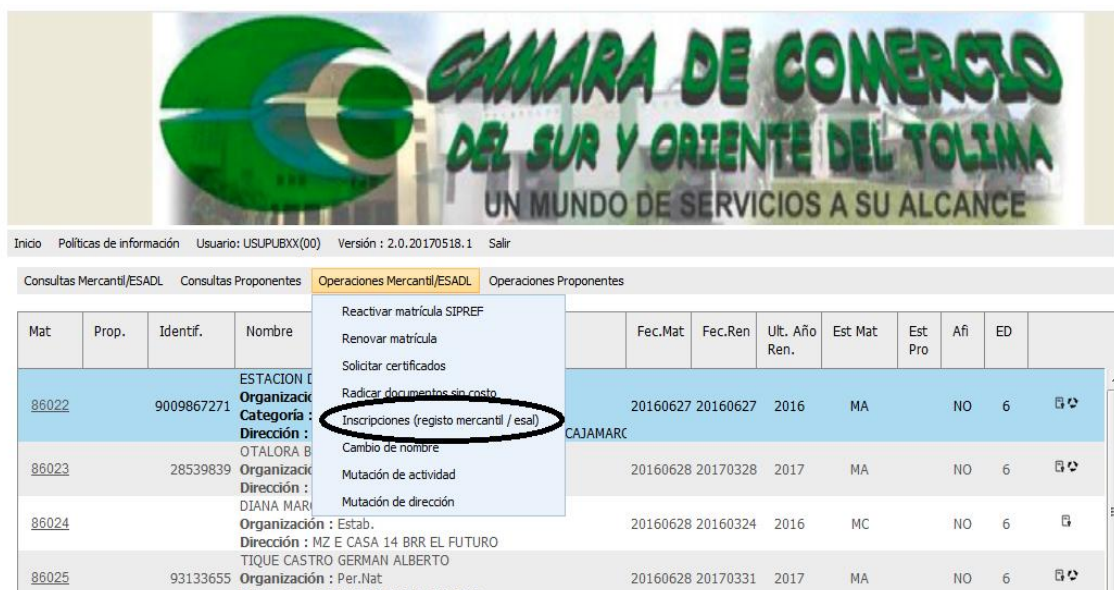 CAMARA DE COMERCIO
DEL SUR Y ORIENTE DEL TOLIMA
UN MUNDO DE SERVICIOS A SU ALCANCE
Inicio Políticas de información Usuario: USUPUBXX(00) Versión : 2.0.20170518.1 Salir
Consultas Mercantil/ESADL Consultas Proponentes Operaciones Mercantil/ESADL Operaciones Proponentes
Reactivar matrícula SIPREF
Renovar matrícula
Solicitar certificados
Radicar documentos sin costo
Inscripciones (registo mercantil / esal)
Cambio de nombre
Mutación de actividad
Mutación de dirección
Mat Prop. Identif. Nombre Fec.Mat Fec.Ren Ult. Año Ren. Est Mat Est Pro Afi ED
ESTACION
86022 9009867271 Organizació 20160627 20160627 2016 MA NO 6
Categoría :
Dirección : CAJAMARC
OTALORA B
86023 28539839 Organizació 20160628 20170328 2017 MA NO 6
Dirección :
DIANA MAR
86024 Organización : Estab. 20160628 20160324 2016 MC NO 6
Dirección : MZ E CASA 14 BRR EL FUTURO
TIQUE CASTRO GERMAN ALBERTO
86025 93133655 Organización : Per.Nat 20160628 20170331 2017 MA NO 6